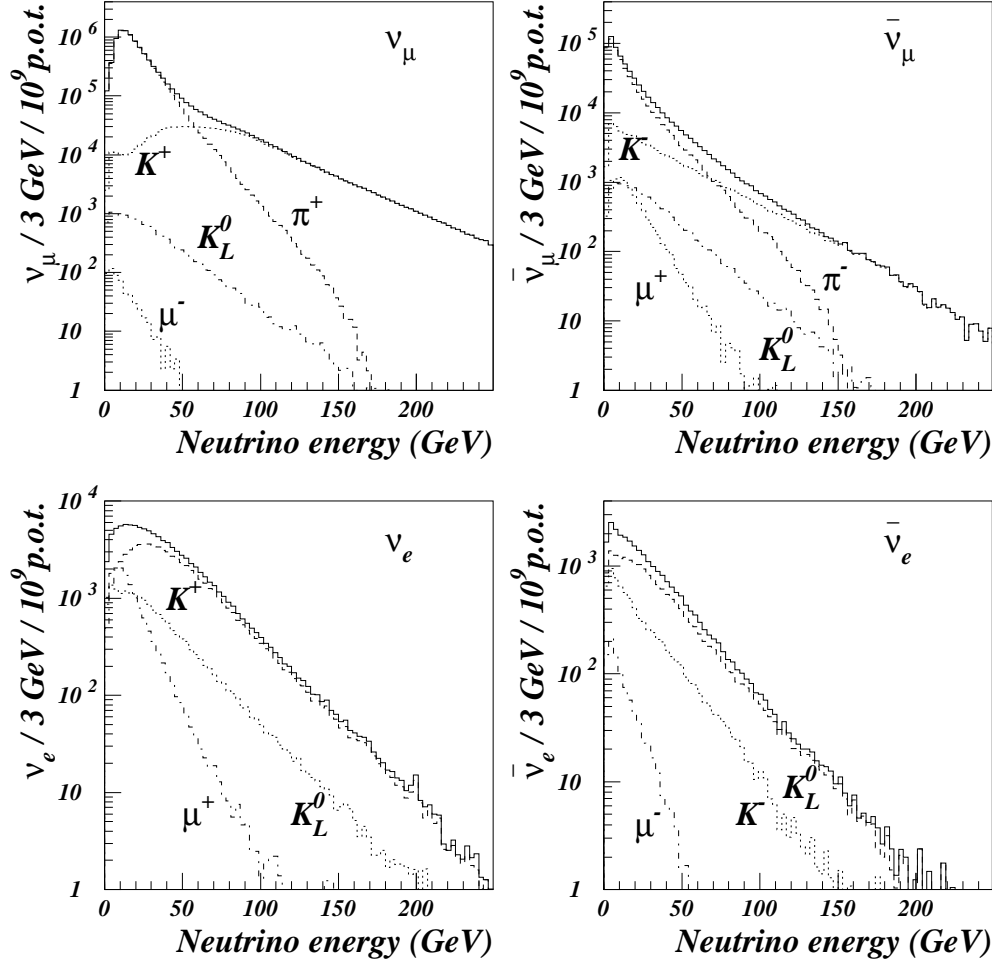 ν_μ / 3 GeV / 10^9 p.o.t.
10^6
10^5
10^4
10^3
10^2
10
1
ν_μ
K^+
π^+
K_L^0
μ^-
0 50 100 150 200
Neutrino energy (GeV)
ν̄_μ / 3 GeV / 10^9 p.o.t.
10^5
10^4
10^3
10^2
10
1
ν̄_μ
K^-
μ^+
π^-
K_L^0
0 50 100 150 200
Neutrino energy (GeV)
ν_e / 3 GeV / 10^9 p.o.t.
10^4
10^3
10^2
10
1
ν_e
K^+
μ^+
K_L^0
0 50 100 150 200
Neutrino energy (GeV)
ν̄_e / 3 GeV / 10^9 p.o.t.
10^3
10^2
10
1
ν̄_e
K_L^0
K^-
μ^-
0 50 100 150 200
Neutrino energy (GeV)